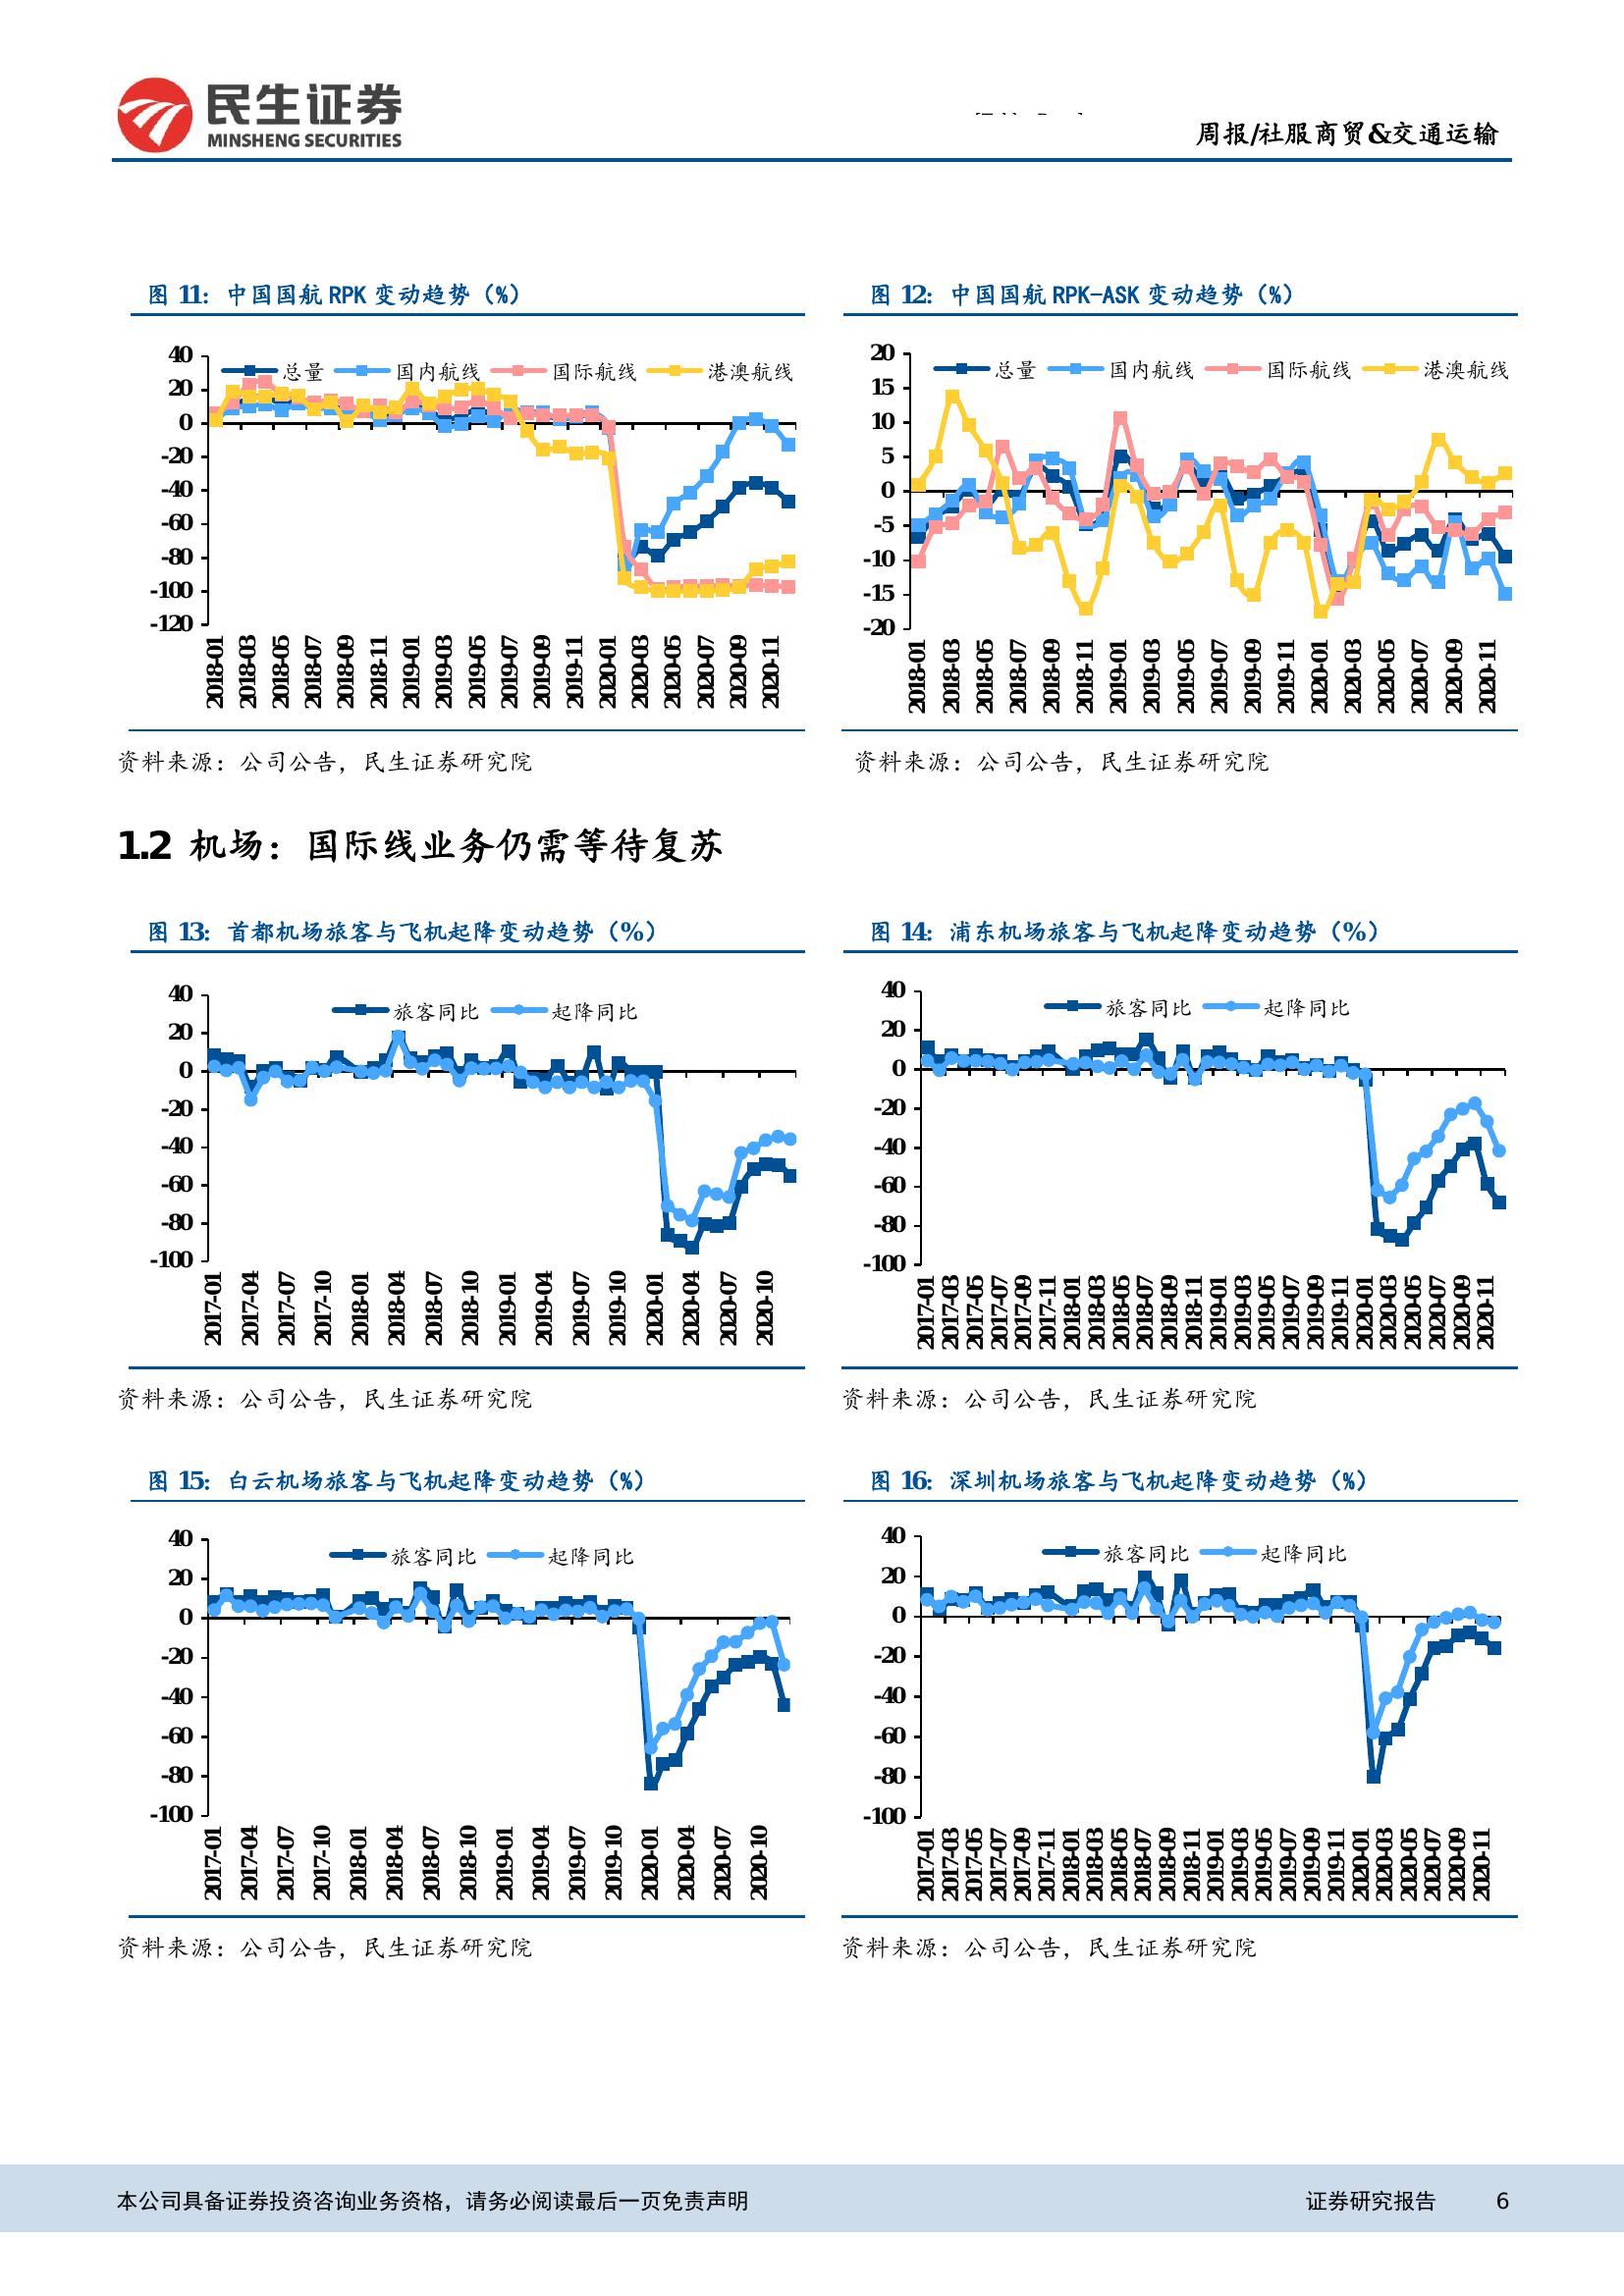 民生证券
MINSHENG SECURITIES
周报/社服商贸&交通运输
图 11：中国国航 RPK 变动趋势（%）
总量 国内航线 国际航线 港澳航线
40
20
0
-20
-40
-60
-80
-100
-120
2018-01 2018-03 2018-05 2018-07 2018-09 2018-11 2019-01 2019-03 2019-05 2019-07 2019-09 2019-11 2020-01 2020-03 2020-05 2020-07 2020-09 2020-11
资料来源：公司公告，民生证券研究院
图 12：中国国航 RPK-ASK 变动趋势（%）
总量 国内航线 国际航线 港澳航线
20
15
10
5
0
-5
-10
-15
-20
2018-01 2018-03 2018-05 2018-07 2018-09 2018-11 2019-01 2019-03 2019-05 2019-07 2019-09 2019-11 2020-01 2020-03 2020-05 2020-07 2020-09 2020-11
资料来源：公司公告，民生证券研究院
1.2 机场：国际线业务仍需等待复苏
图 13：首都机场旅客与飞机起降变动趋势（%）
旅客同比 起降同比
40
20
0
-20
-40
-60
-80
-100
2017-01 2017-04 2017-07 2017-10 2018-01 2018-04 2018-07 2018-10 2019-01 2019-04 2019-07 2019-10 2020-01 2020-04 2020-07 2020-10
资料来源：公司公告，民生证券研究院
图 14：浦东机场旅客与飞机起降变动趋势（%）
旅客同比 起降同比
40
20
0
-20
-40
-60
-80
-100
2017-01 2017-03 2017-05 2017-07 2017-09 2017-11 2018-01 2018-03 2018-05 2018-07 2018-09 2018-11 2019-01 2019-03 2019-05 2019-07 2019-09 2019-11 2020-01 2020-03 2020-05 2020-07 2020-09 2020-11
资料来源：公司公告，民生证券研究院
图 15：白云机场旅客与飞机起降变动趋势（%）
旅客同比 起降同比
40
20
0
-20
-40
-60
-80
-100
2017-01 2017-04 2017-07 2017-10 2018-01 2018-04 2018-07 2018-10 2019-01 2019-04 2019-07 2019-10 2020-01 2020-04 2020-07 2020-10
资料来源：公司公告，民生证券研究院
图 16：深圳机场旅客与飞机起降变动趋势（%）
旅客同比 起降同比
40
20
0
-20
-40
-60
-80
-100
2017-01 2017-03 2017-05 2017-07 2017-09 2017-11 2018-01 2018-03 2018-05 2018-07 2018-09 2018-11 2019-01 2019-03 2019-05 2019-07 2019-09 2019-11 2020-01 2020-03 2020-05 2020-07 2020-09 2020-11
资料来源：公司公告，民生证券研究院
本公司具备证券投资咨询业务资格，请务必阅读最后一页免责声明 证券研究报告 6